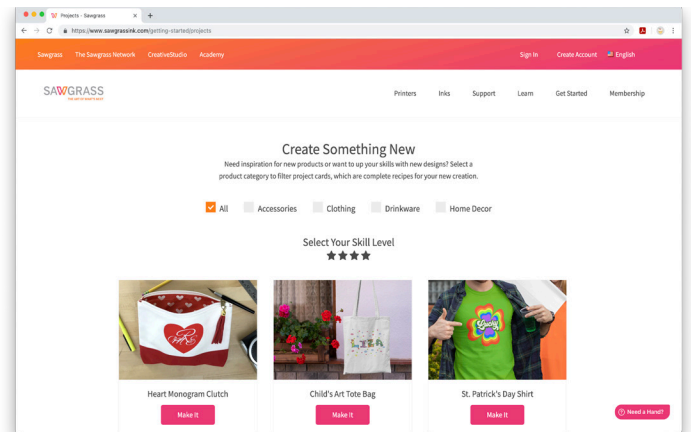 Projects - Sawgrass
https://www.sawgrassink.com/getting-started/projects
Sawgrass The Sawgrass Network CreativeStudio Academy Sign In Create Account English
SAWGRASS
Printers Inks Support Learn Get Started Membership
Create Something New
Need inspiration for new products or want to up your skills with new designs? Select a
product category to filter project cards, which are complete recipes for your new creation.
All Accessories Clothing Drinkware Home Decor
Select Your Skill Level
LIZA
Lucky
Heart Monogram Clutch Child's Art Tote Bag St. Patrick's Day Shirt
Make It Make It Make It
Need a Hand?